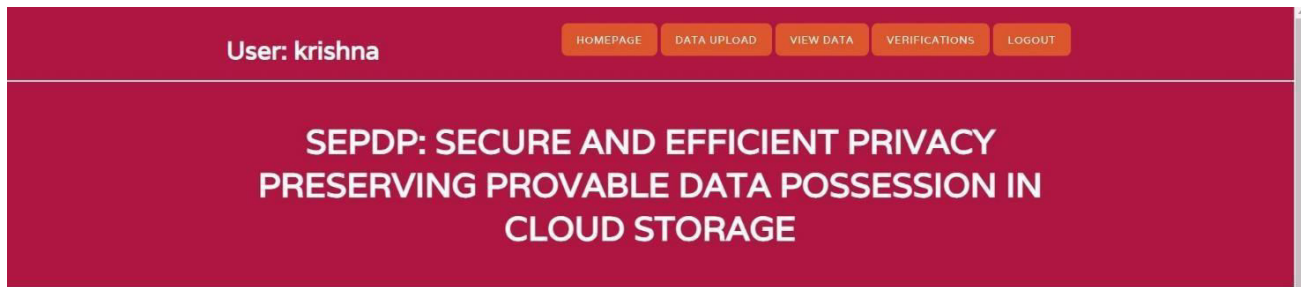 User: krishna
HOMEPAGE DATA UPLOAD VIEW DATA VERIFICATIONS LOGOUT
SEPDP: SECURE AND EFFICIENT PRIVACY
PRESERVING PROVABLE DATA POSSESSION IN
CLOUD STORAGE